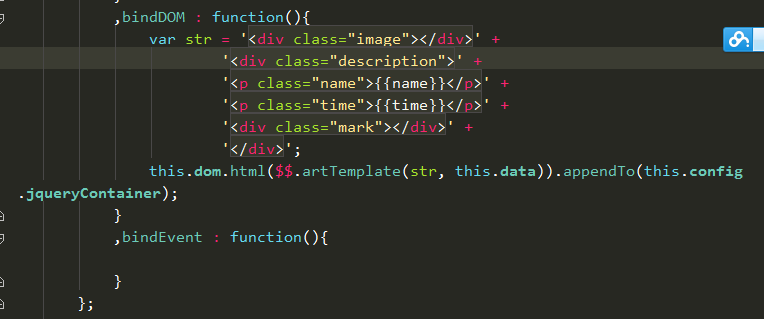 ,bindDOM : function(){
var str = '<div class="image"></div>' +
'<div class="description">' +
'<p class="name">{{name}}</p>' +
'<p class="time">{{time}}</p>' +
'<div class="mark"></div>' +
'</div>';
this.dom.html($$.artTemplate(str, this.data)).appendTo(this.config
.jqueryContainer);
}
,bindEvent : function(){
}
};